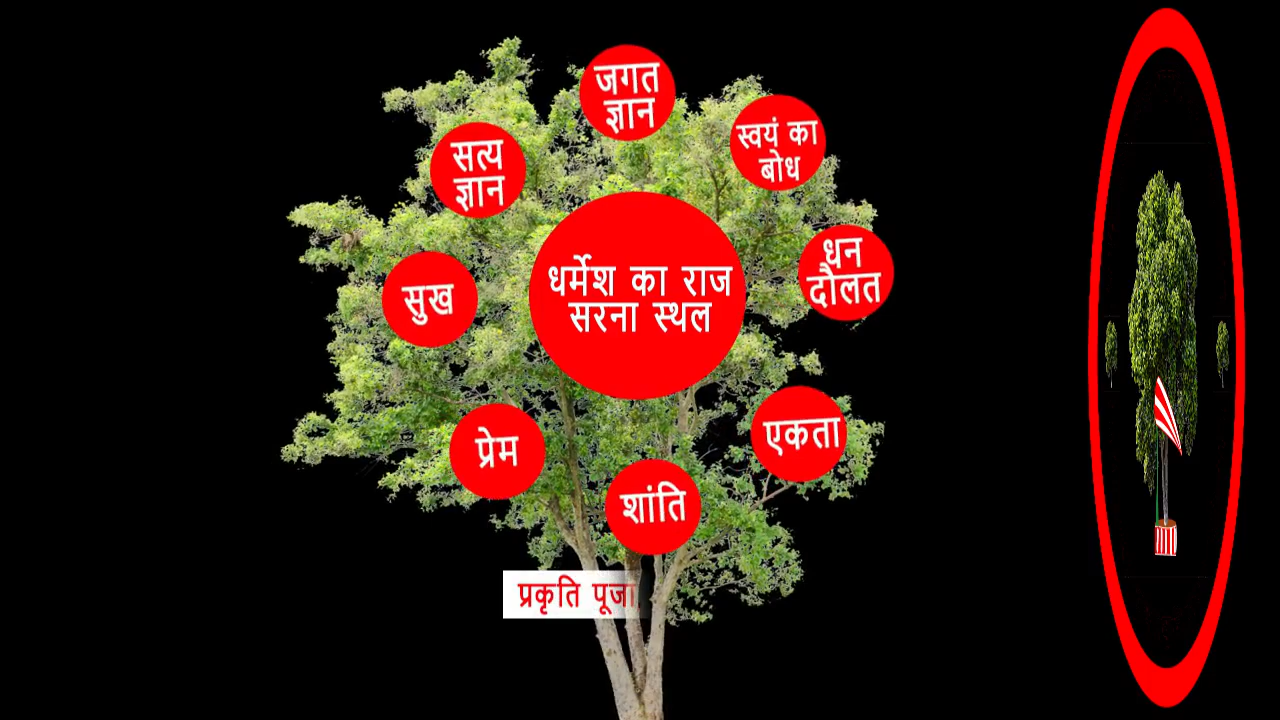 जगत
ज्ञान
स्वयं का
बोध
सत्य
ज्ञान
धन
दौलत
सुख
धर्मेश का राज
सरना स्थल
एकता
प्रेम
शांति
प्रकृति पूजा